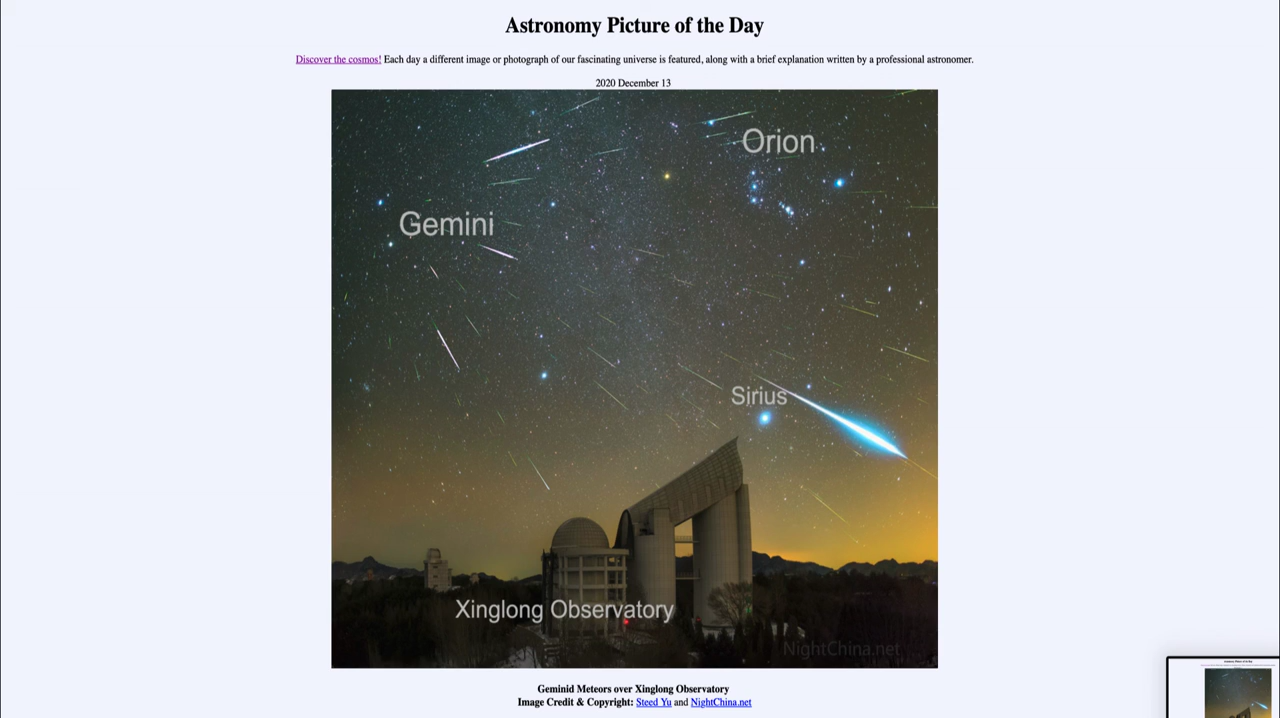 Astronomy Picture of the Day
Discover the cosmos! Each day a different image or photograph of our fascinating universe is featured, along with a brief explanation written by a professional astronomer.
2020 December 13
Orion
Gemini
Sirius
Xinglong Observatory
NightChina.net
Geminid Meteors over Xinglong Observatory
Image Credit & Copyright: Steed Yu and NightChina.net